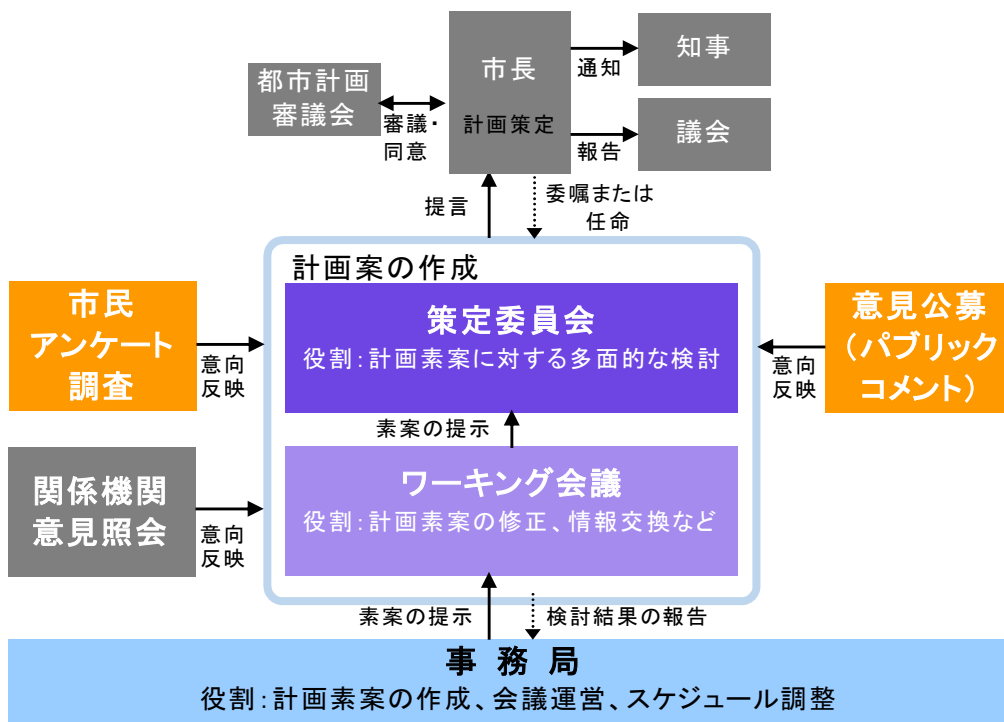 知事
市長
通知
都市計画
審議会
審議・
同意
計画策定
議会
報告
提言
委嘱または
任命
計画案の作成
市民
アンケート
調査
意向
反映
策定委員会
役割：計画素案に対する多面的な検討
意見公募
（パブリック
コメント）
意向
反映
素案の提示
関係機関
意見照会
意向
反映
ワーキング会議
役割：計画素案の修正、情報交換など
素案の提示
検討結果の報告
事 務 局
役割：計画素案の作成、会議運営、スケジュール調整